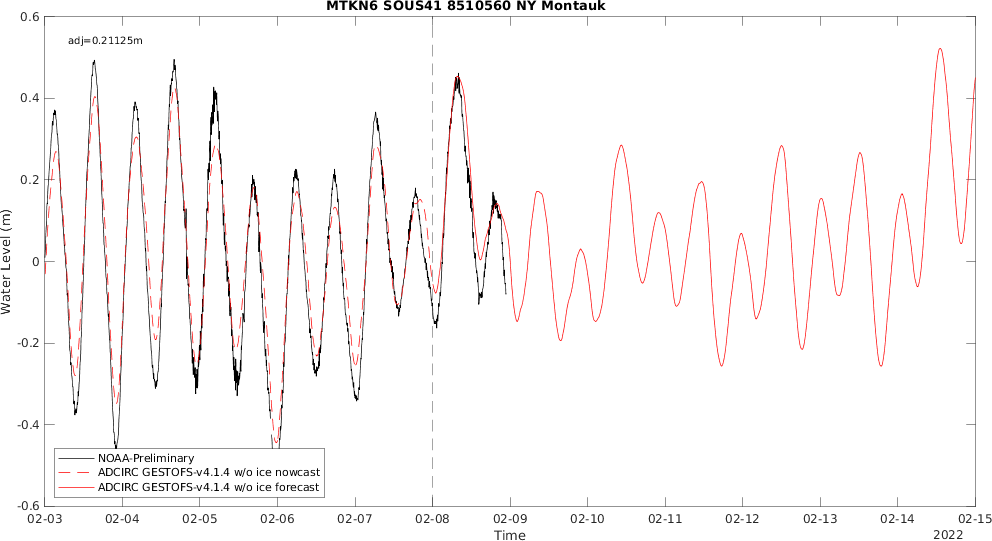 MTKN6 SOUS41 8510560 NY Montauk
0.6
adj=0.21125m
0.4
0.2
0
-0.2
-0.4
-0.6
Water Level (m)
NOAA-Preliminary
ADCIRC GESTOFS-v4.1.4 w/o ice nowcast
ADCIRC GESTOFS-v4.1.4 w/o ice forecast
02-03 02-04 02-05 02-06 02-07 02-08 02-09 02-10 02-11 02-12 02-13 02-14 02-15
Time
2022